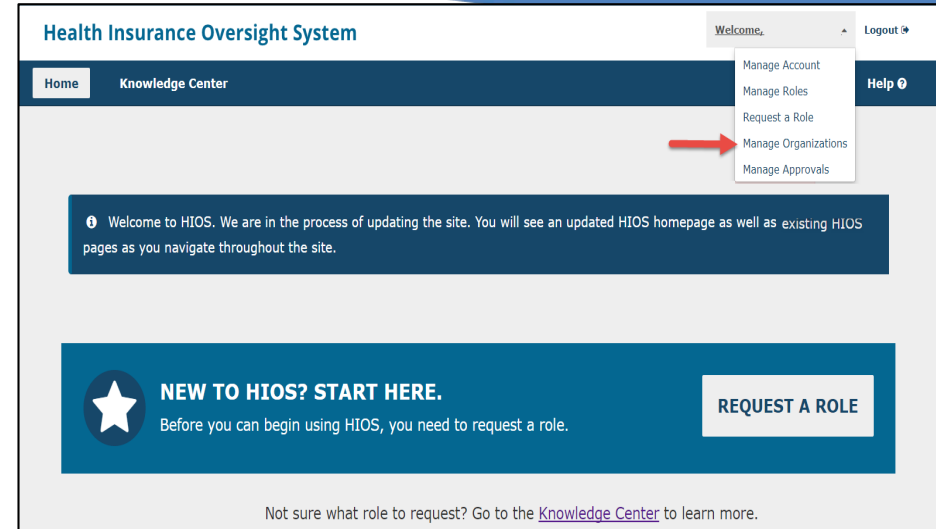 Health Insurance Oversight System
Welcome,
Logout
Home
Knowledge Center
Help
Manage Account
Manage Roles
Request a Role
Manage Organizations
Manage Approvals
Welcome to HIOS. We are in the process of updating the site. You will see an updated HIOS homepage as well as existing HIOS
pages as you navigate throughout the site.
NEW TO HIOS? START HERE.
Before you can begin using HIOS, you need to request a role.
REQUEST A ROLE
Not sure what role to request? Go to the Knowledge Center to learn more.